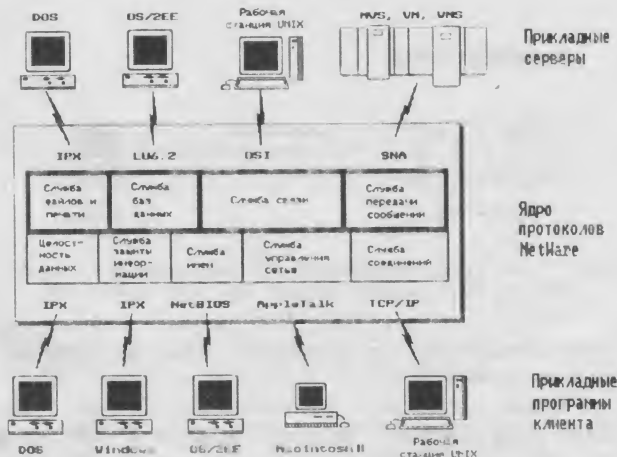 DOS
OS/2EE
Рабочая
станция UNIX
MVS, VM, VMS
Прикладные
серверы
IPX
LU6.2
OSI
SNA
Служба
файлов и
печати
Служба
баз
данных
Служба связи
Служба
передачи
сообщений
Ядро
протоколов
NetWare
Целост-
ность
данных
Служба
защиты
инфор-
мации
Служба
имен
Служба
управления
сетью
Служба
соединений
IPX
IPX
NetBIOS
AppleTalk
TCP/IP
Прикладные
программы
клиента
DOS
Windows
OS/2EE
Macintosh
Рабочая
станция UNIX